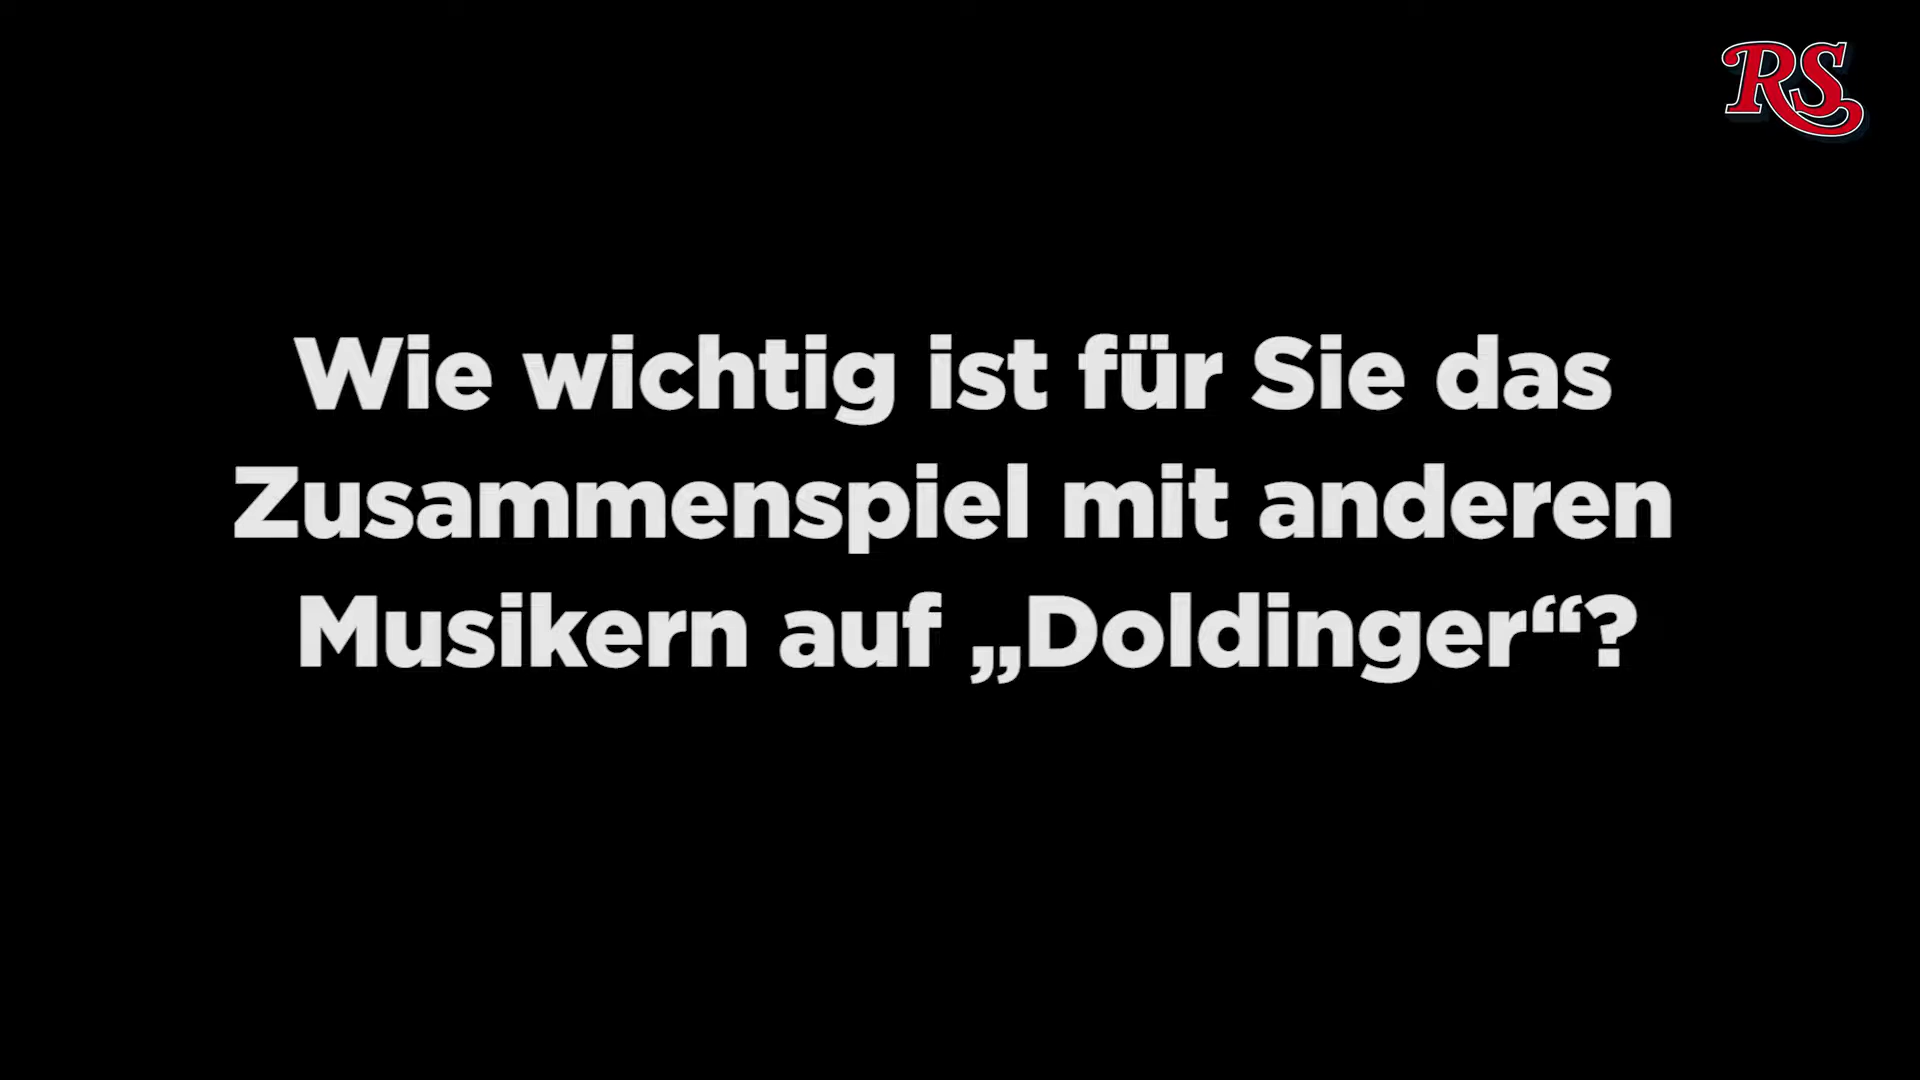 RS
Wie wichtig ist für Sie das
Zusammenspiel mit anderen
Musikern auf „Doldinger“?